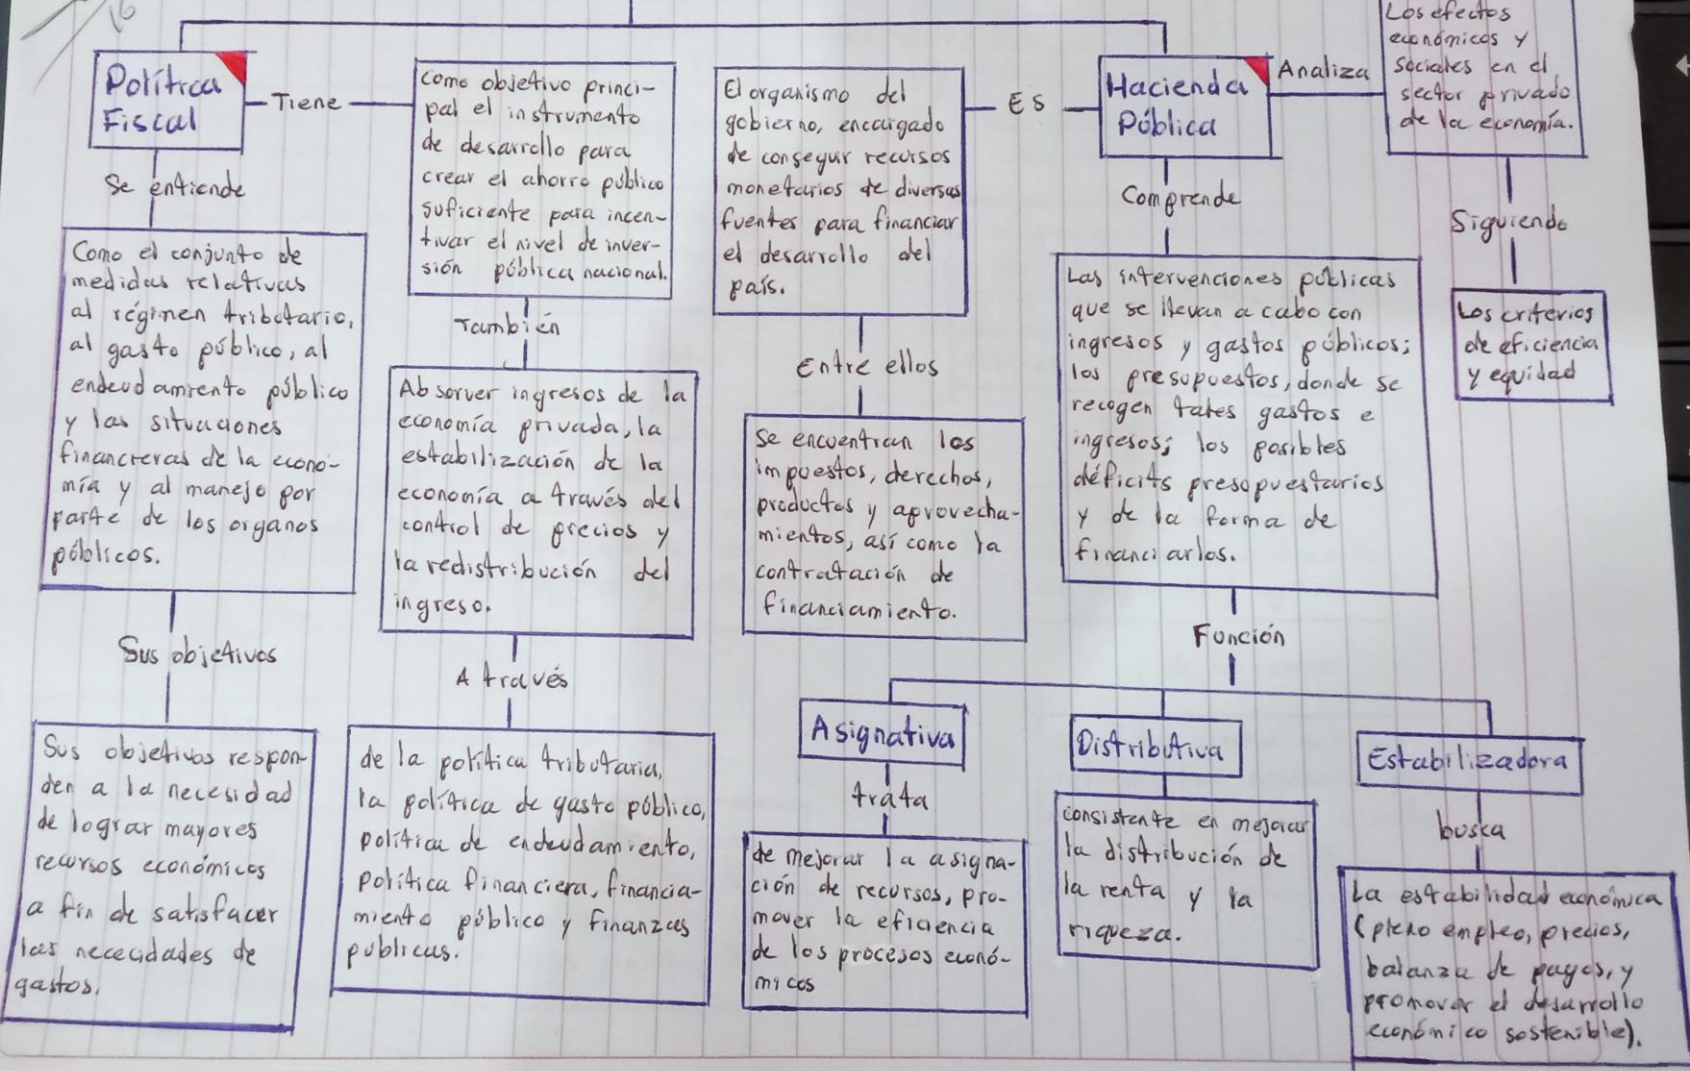 16
Política
Fiscal
Tiene
Como objetivo princi-
pal el instrumento
de desarrollo para
crear el ahorro público
suficiente para incen-
tivar el nivel de inver-
sión pública nacional.
También
Absorver ingresos de la
economía privada, la
estabilización de la
economía a través del
control de precios y
la redistribución del
ingreso.
A través
de la política tributaria,
la política de gasto público,
política de endeudamiento,
política financiera, financia-
miento público y finanzas
publicas.
Se entiende
Como el conjunto de
medidas relativas
al régimen tributario,
al gasto público, al
endeudamiento público
y las situaciones
financieras de la econo-
mía y al manejo por
parte de los organos
públicos.
Sus objetivos
Sus objetivos respon-
den a la necesidad
de lograr mayores
recursos económicos
a fin de satisfacer
las nececidades de
gastos.
Hacienda
Pública
Es
El organismo del
gobierno, encargado
de conseguir recursos
monetarios de diversas
fuentes para financiar
el desarrollo del
país.
Entre ellos
Se encuentran los
impuestos, derechos,
productos y aprovecha-
mientos, así como la
contratación de
financiamiento.
Analiza
Los efectos
económicos y
sociales en el
sector privado
de la economía.
Siguiendo
Los criterios
de eficiencia
y equidad
Comprende
Las intervenciones públicas
que se llevan a cabo con
ingresos y gastos públicos;
los presupuestos, donde se
recogen tales gastos e
ingresos; los posibles
déficits presupuestarios
y de la forma de
financiarlos.
Función
Asignativa
trata
de mejorar la asigna-
ción de recursos, pro-
mover la eficiencia
de los procesos econó-
micos
Distributiva
consistente en mejorar
la distribución de
la renta y la
riqueza.
Estabilizadora
busca
La estabilidad económica
(pleno empleo, precios,
balanza de pagos, y
promover el desarrollo
económico sostenible).